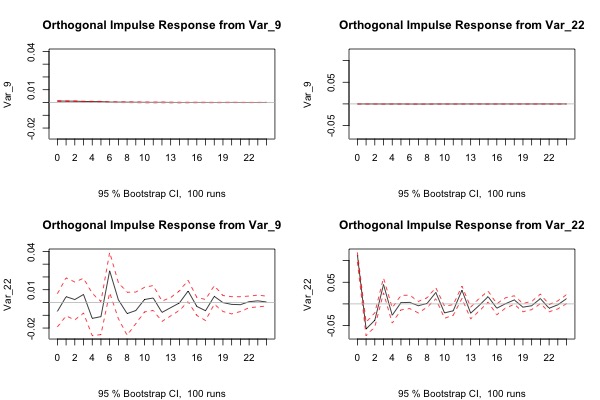 Orthogonal Impulse Response from Var_9
Var_9
0.04
0.01
-0.02
0 2 4 6 8 10 13 16 19 22
95 % Bootstrap CI, 100 runs
Orthogonal Impulse Response from Var_22
Var_9
0.05
-0.05
0 2 4 6 8 10 13 16 19 22
95 % Bootstrap CI, 100 runs
Orthogonal Impulse Response from Var_9
Var_22
0.04
0.01
-0.02
0 2 4 6 8 10 13 16 19 22
95 % Bootstrap CI, 100 runs
Orthogonal Impulse Response from Var_22
Var_22
0.05
-0.05
0 2 4 6 8 10 13 16 19 22
95 % Bootstrap CI, 100 runs